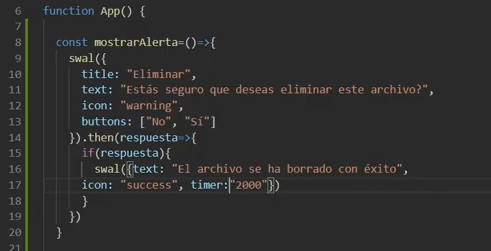 6 function App() {
7
8 const mostrarAlerta=()=>{
9 swal({
10 title: "Eliminar",
11 text: "Estás seguro que deseas eliminar este archivo?",
12 icon: "warning",
13 buttons: ["No", "Sí"]
14 }).then(respuesta=>{
15 if(respuesta){
16 swal({text: "El archivo se ha borrado con éxito",
17 icon: "success", timer:"2000"})
18 }
19 })
20 }
21